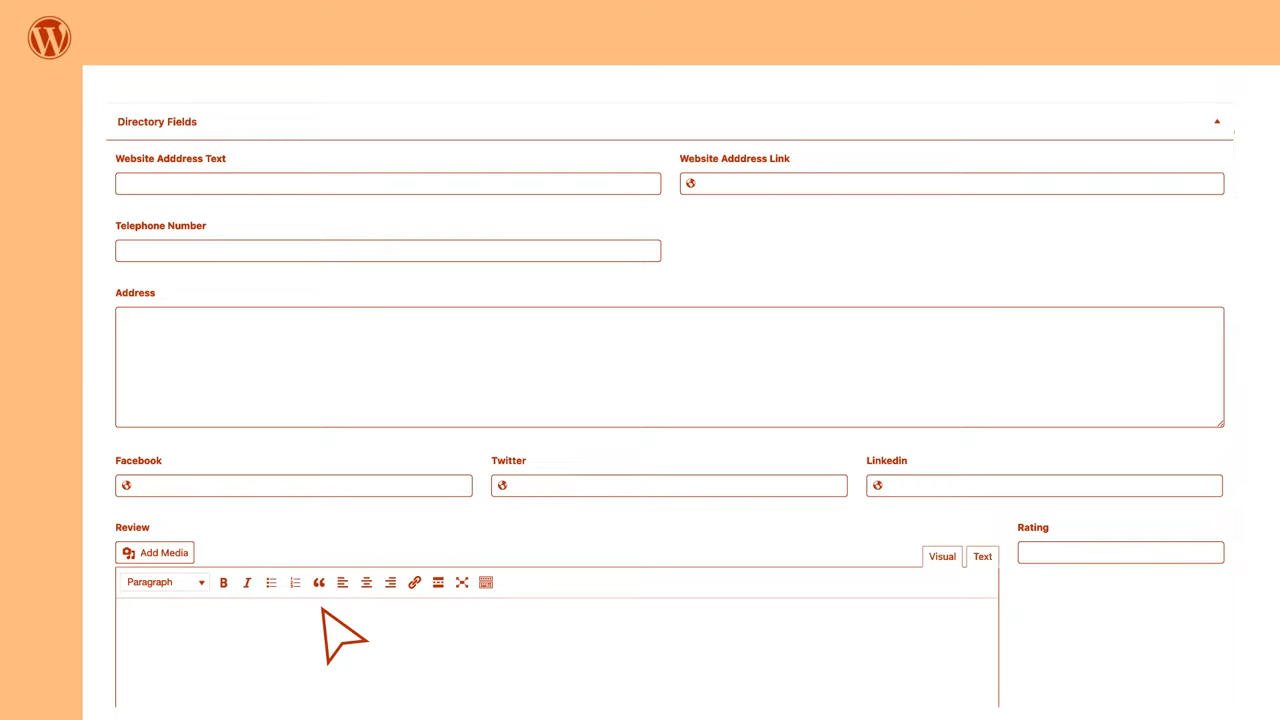 Directory Fields
Website Adddress Text
Website Adddress Link
Telephone Number
Address
Facebook
Twitter
Linkedin
Review
Rating
Add Media
Visual
Text
Paragraph